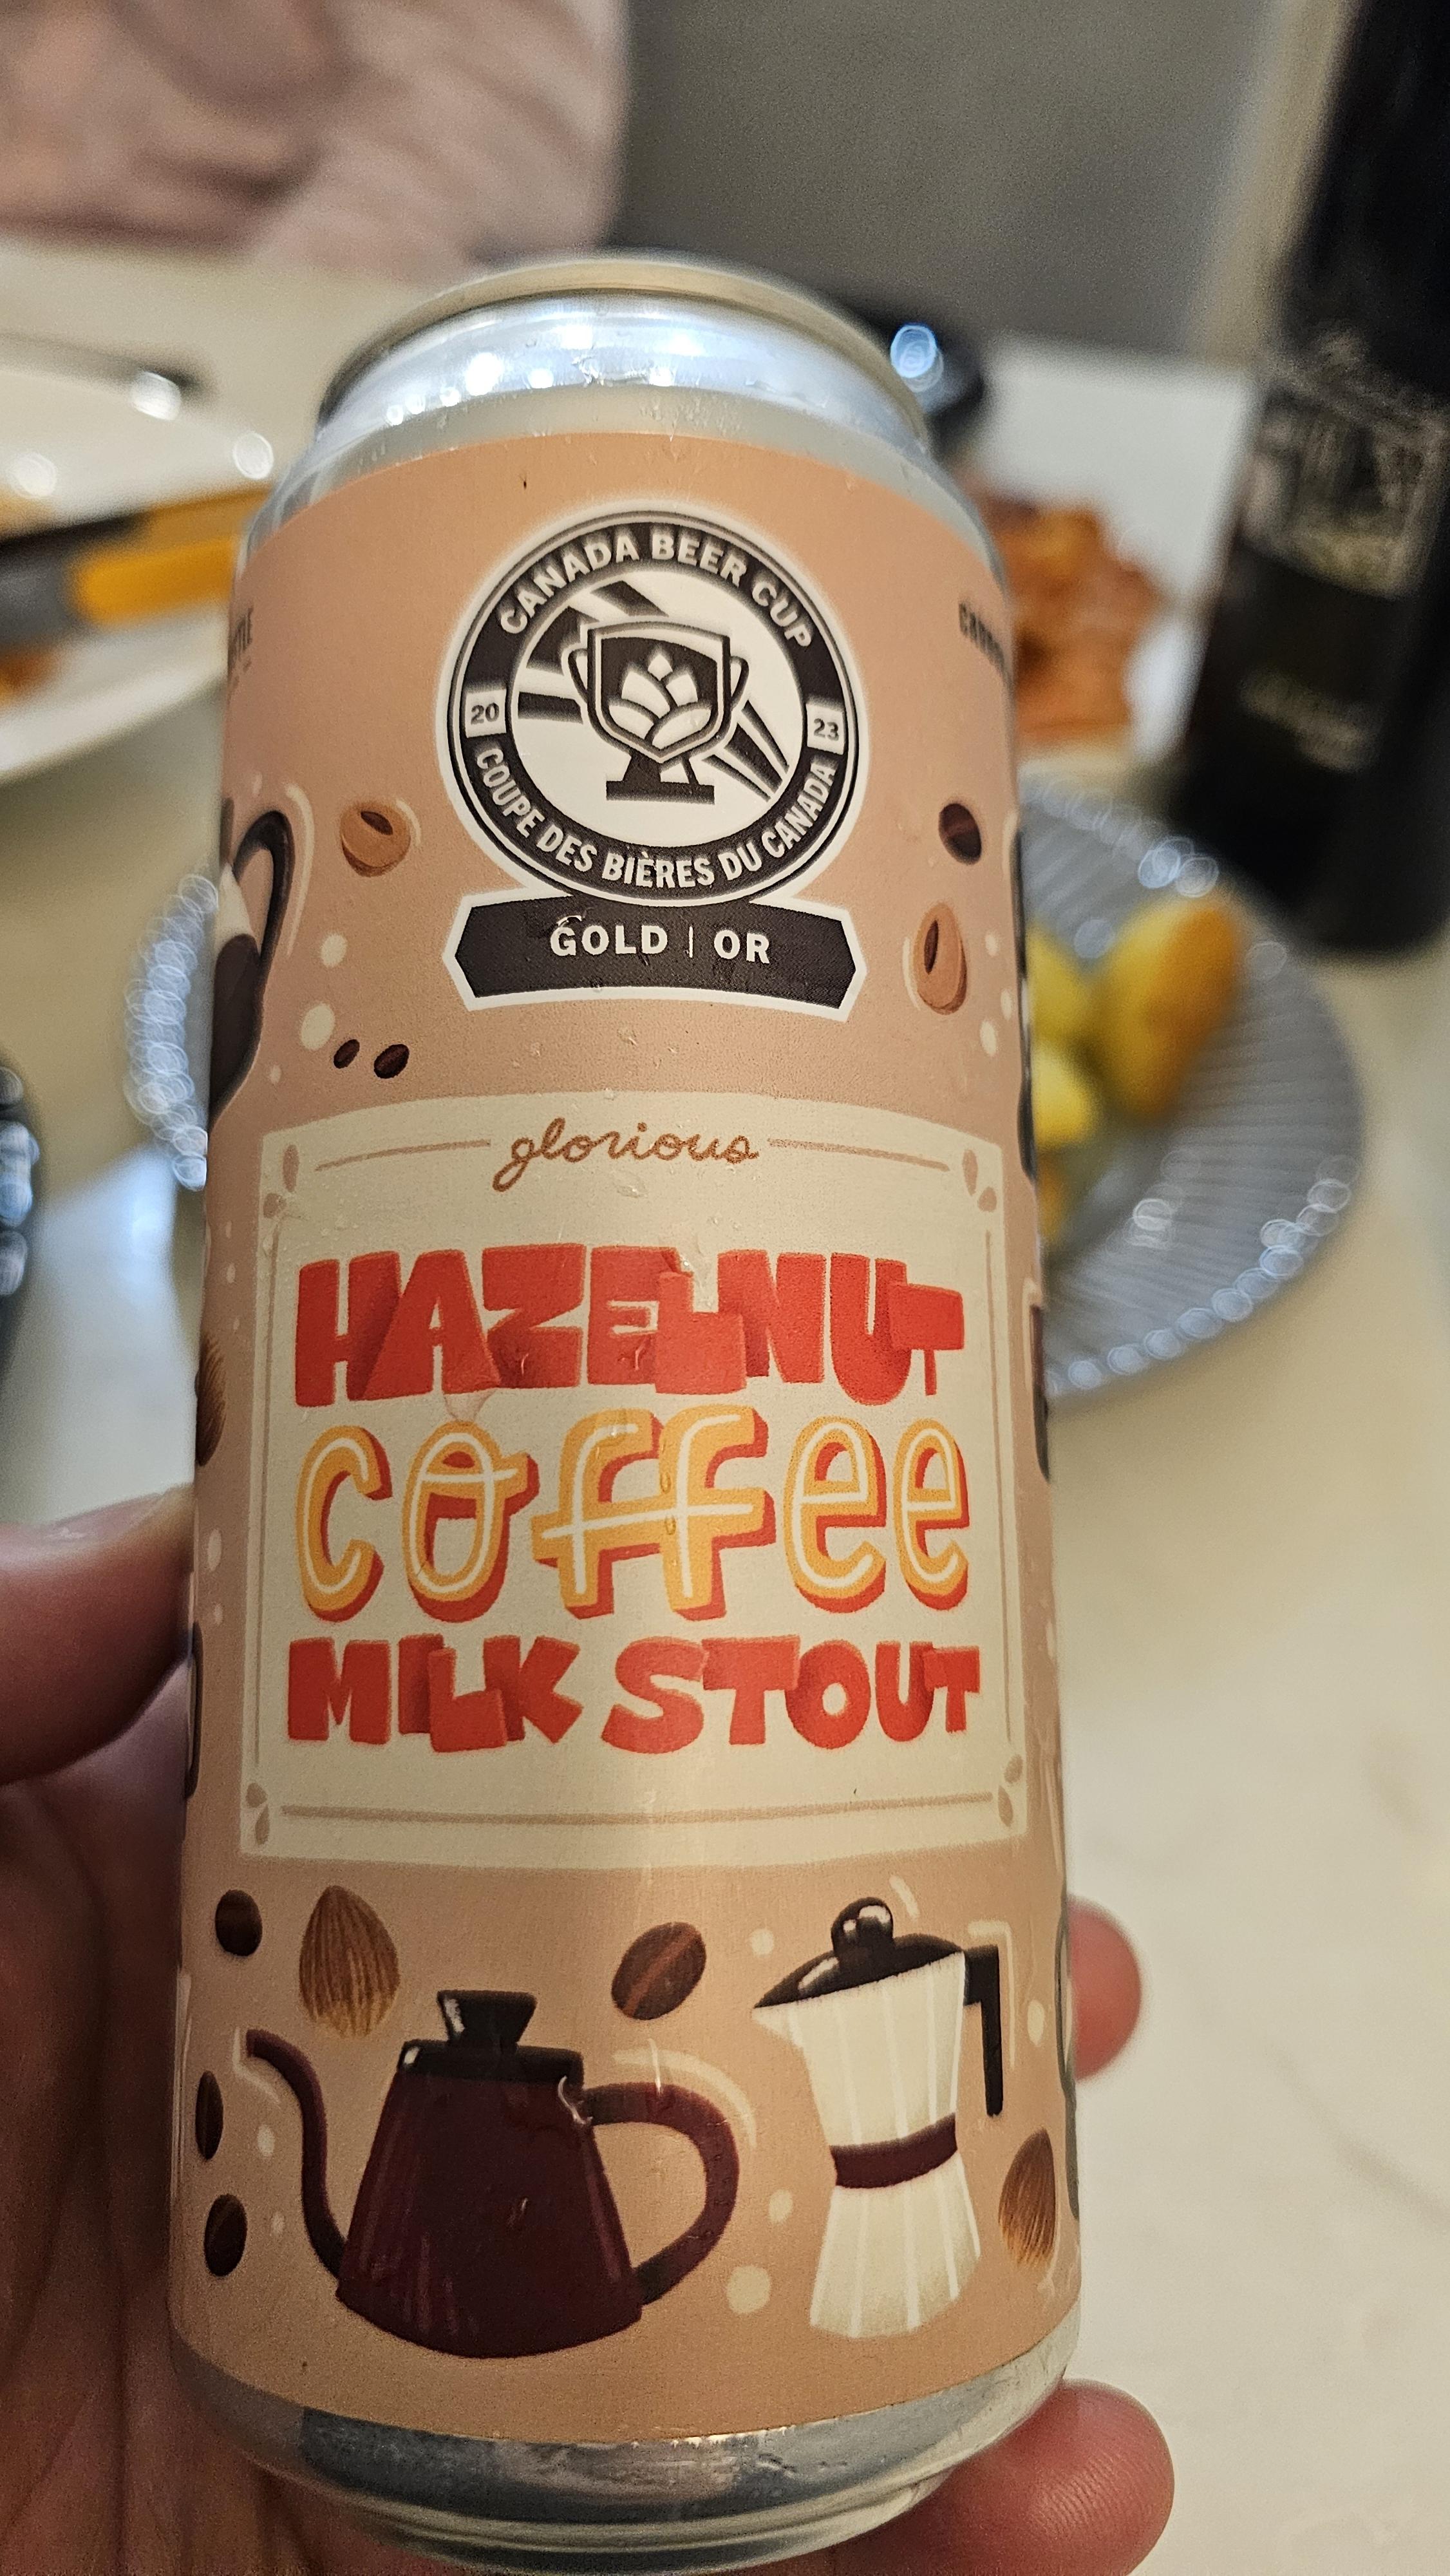 CANADA BEER CUP
20 23
COUPE DES BIÈRES DU CANADA
GOLD | OR
glorious
HAZELNUT
coffee
MILK STOUT